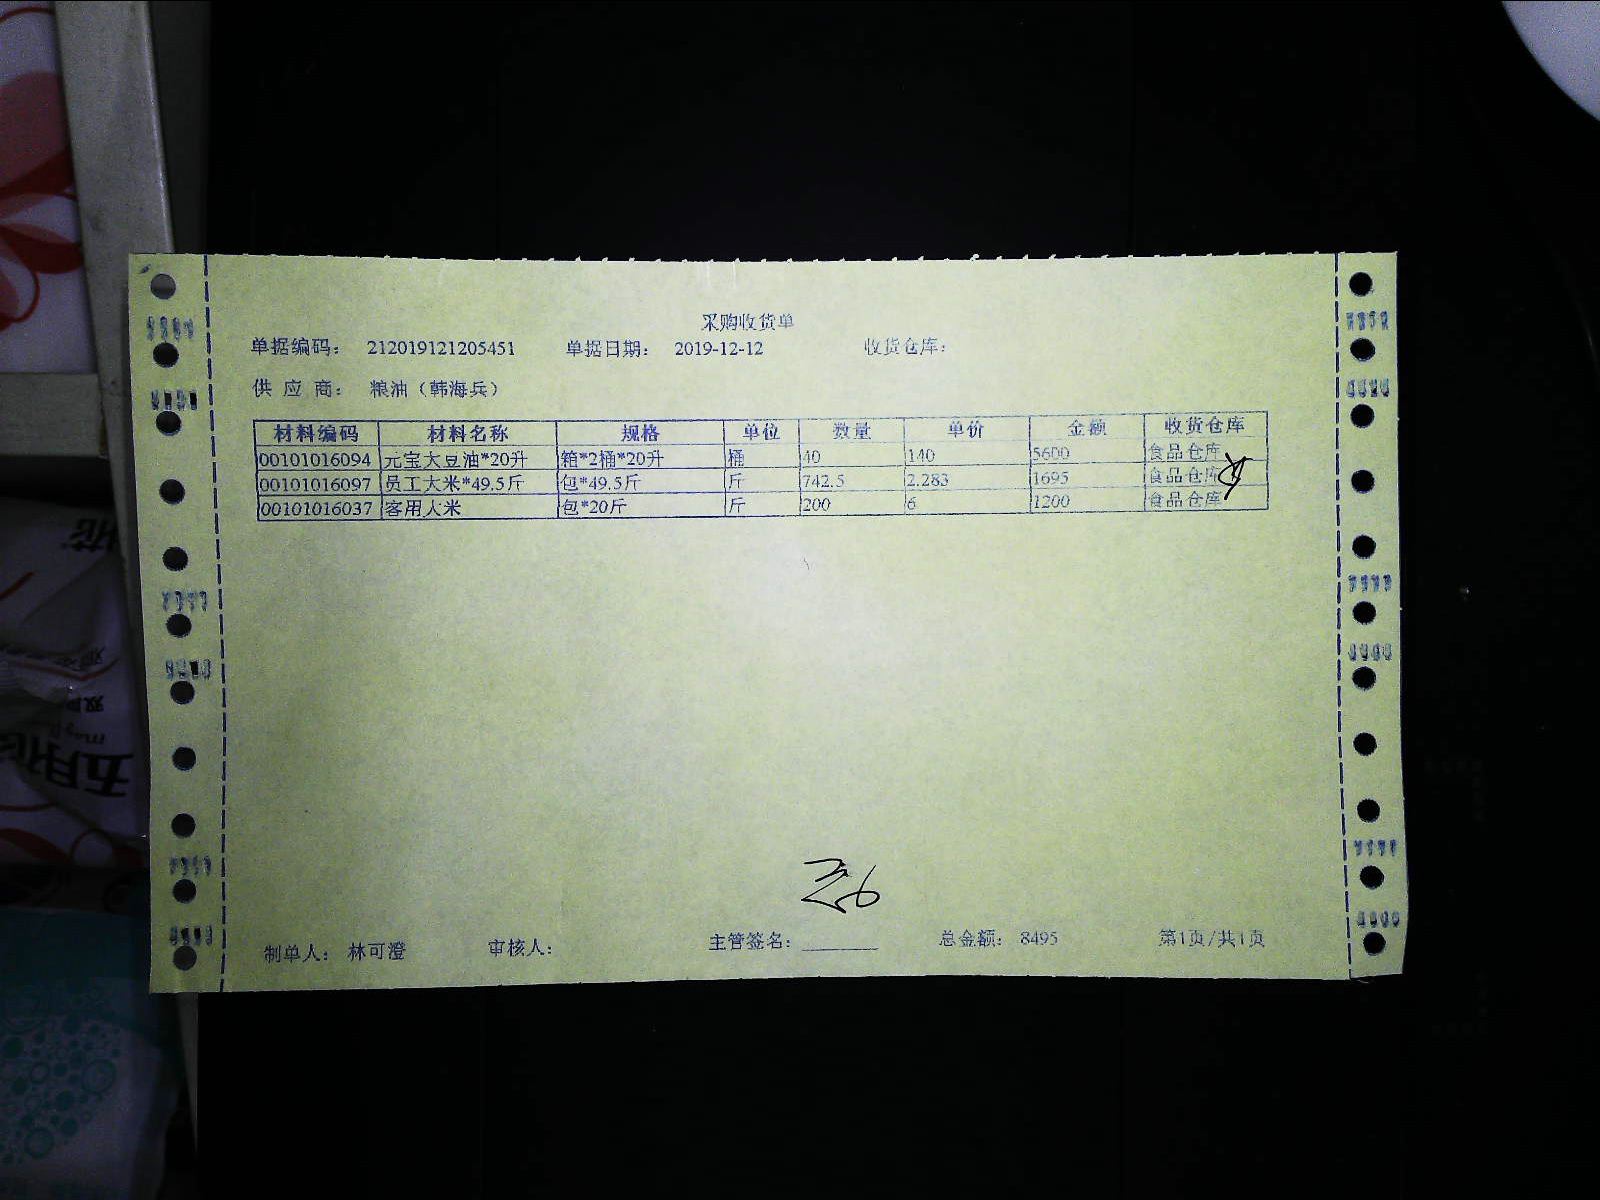 采购收货单
单据编码： 212019121205451 单据日期： 2019-12-12 收货仓库：
供 应 商： 粮油（韩海兵）
材料编码 材料名称 规格 单位 数量 单价 金额 收货仓库
00101016094 元宝大豆油*20升 箱*2桶*20升 桶 40 140 5600 食品仓库
00101016097 员工大米*49.5斤 包*49.5斤 斤 742.5 2.283 1695 食品仓库
00101016037 客用大米 包*20斤 斤 200 6 1200 食品仓库
制单人： 林可澄 审核人： 主管签名：________ 总金额： 8495 第1页/共1页
五月花